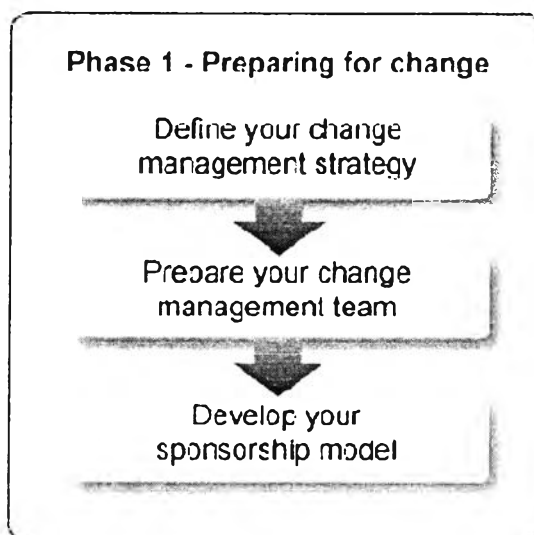 Phase 1 - Preparing for change
Define your change
management strategy
Prepare your change
management team
Develop your
sponsorship model